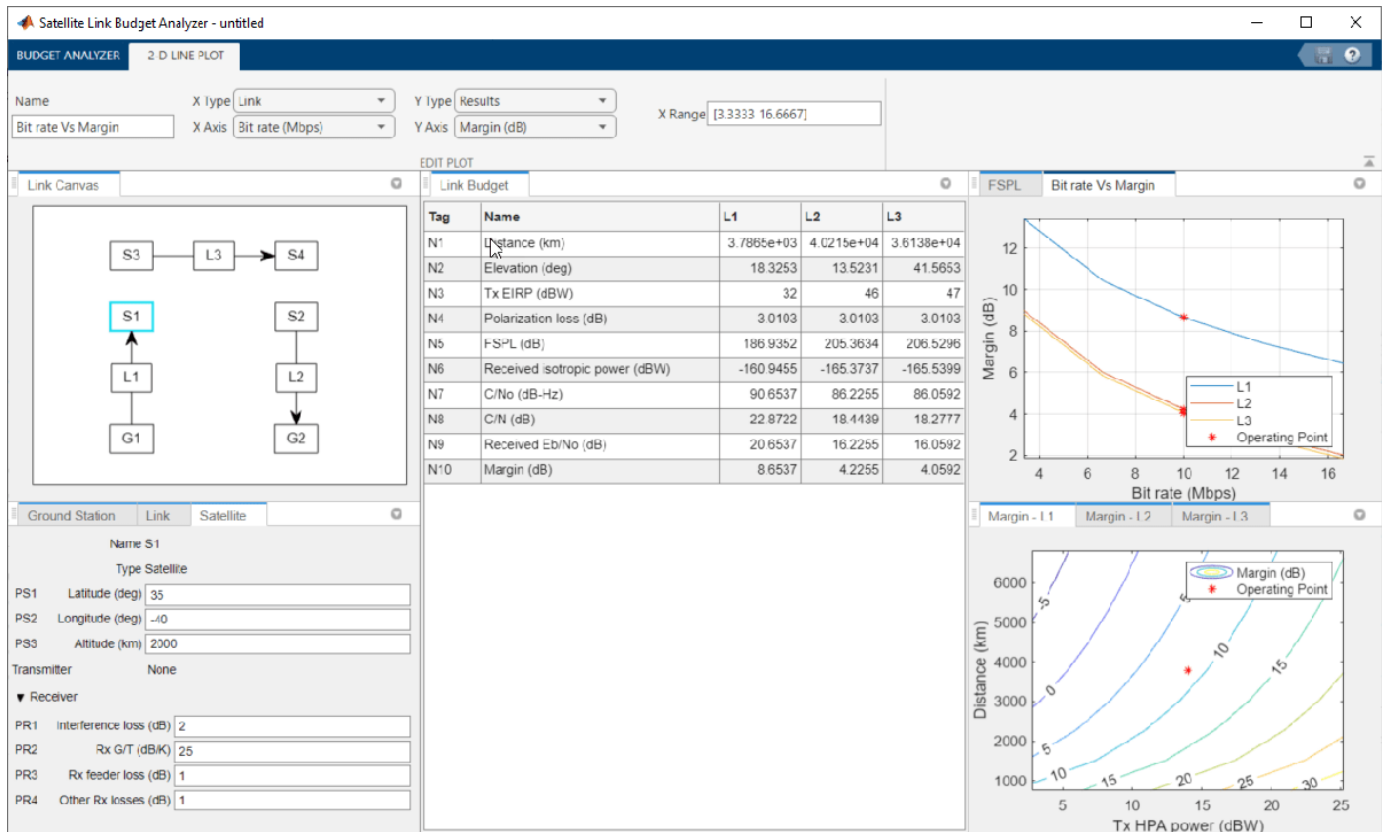 Satellite Link Budget Analyzer - untitled
BUDGET ANALYZER 2-D LINE PLOT
Name X Type Link Y Type Results X Range [3.3333 16.6667]
Bit rate Vs Margin X Axis Bit rate (Mbps) Y Axis Margin (dB)
EDIT PLOT
Link Canvas
S3 L3 S4
S1 S2
L1 L2
G1 G2
Link Budget
Tag Name L1 L2 L3
N1 Distance (km) 3.7865e+03 4.0215e+04 3.6138e+04
N2 Elevation (deg) 18.3253 13.5231 41.5653
N3 Tx EIRP (dBW) 32 46 47
N4 Polarization loss (dB) 3.0103 3.0103 3.0103
N5 FSPL (dB) 186.9352 205.3634 206.5296
N6 Received isotropic power (dBW) -160.9455 -165.3737 -165.5399
N7 C/No (dB-Hz) 90.6537 86.2255 86.0592
N8 C/N (dB) 22.8722 18.4439 18.2777
N9 Received Eb/No (dB) 20.6537 16.2255 16.0592
N10 Margin (dB) 8.6537 4.2255 4.0592
FSPL Bit rate Vs Margin
Margin (dB)
12
10
8
6
4
2
L1
L2
L3
Operating Point
4 6 8 10 12 14 16
Bit rate (Mbps)
Ground Station Link Satellite
Name S1
Type Satellite
PS1 Latitude (deg) 35
PS2 Longitude (deg) -40
PS3 Altitude (km) 2000
Transmitter None
Receiver
PR1 Interference loss (dB) 2
PR2 Rx G/T (dB/K) 25
PR3 Rx feeder loss (dB) 1
PR4 Other Rx losses (dB) 1
Margin - L1 Margin - L2 Margin - L3
Distance (km)
6000
5000
4000
3000
2000
1000
Margin (dB)
Operating Point
-5 5
10 15
0
5
10 15 20 25 30
5 10 15 20 25
Tx HPA power (dBW)